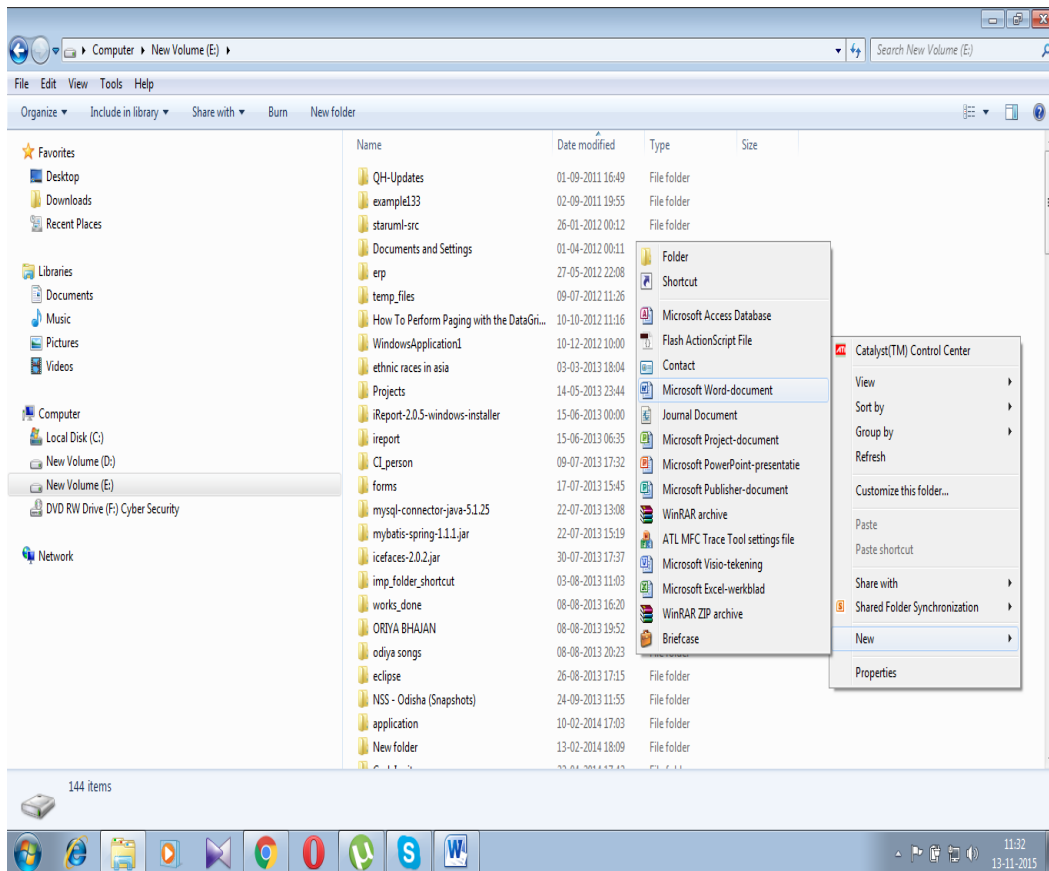 Computer ▸ New Volume (E:) ▸
Search New Volume (E:)
File Edit View Tools Help
Organize Include in library Share with Burn New folder
Favorites
Desktop
Downloads
Recent Places
Libraries
Documents
Music
Pictures
Videos
Computer
Local Disk (C:)
New Volume (D:)
New Volume (E:)
DVD RW Drive (F:) Cyber Security
Network
Name Date modified Type Size
QH-Updates 01-09-2011 16:49 File folder
example133 02-09-2011 19:55 File folder
staruml-src 26-01-2012 00:12 File folder
Documents and Settings 01-04-2012 00:11
erp 27-05-2012 22:08
temp_files 09-07-2012 11:26
How To Perform Paging with the DataGri... 10-10-2012 11:16
WindowsApplication1 10-12-2012 10:00
ethnic races in asia 03-03-2013 18:04
Projects 14-05-2013 23:44
iReport-2.0.5-windows-installer 15-06-2013 00:00
ireport 15-06-2013 06:35
CI_person 09-07-2013 17:32
forms 17-07-2013 15:45
mysql-connector-java-5.1.25 22-07-2013 13:08
mybatis-spring-1.1.1.jar 22-07-2013 15:19
icefaces-2.0.2.jar 30-07-2013 17:37
imp_folder_shortcut 03-08-2013 11:03
works_done 08-08-2013 16:20
ORIYA BHAJAN 08-08-2013 19:52
odiya songs 08-08-2013 20:23
eclipse 26-08-2013 17:15 File folder
NSS - Odisha (Snapshots) 24-09-2013 11:55 File folder
application 10-02-2014 17:03 File folder
New folder 13-02-2014 18:09 File folder
Folder
Shortcut
Microsoft Access Database
Flash ActionScript File
Contact
Microsoft Word-document
Journal Document
Microsoft Project-document
Microsoft PowerPoint-presentatie
Microsoft Publisher-document
WinRAR archive
ATL MFC Trace Tool settings file
Microsoft Visio-tekening
Microsoft Excel-werkblad
WinRAR ZIP archive
Briefcase
Catalyst(TM) Control Center
View
Sort by
Group by
Refresh
Customize this folder...
Paste
Paste shortcut
Share with
Shared Folder Synchronization
New
Properties
144 items
11:32
13-11-2015